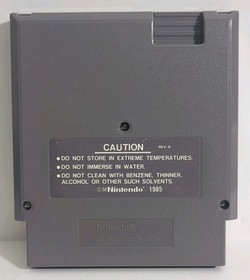 CAUTION REV-A
• DO NOT STORE IN EXTREME TEMPERATURES.
• DO NOT IMMERSE IN WATER.
• DO NOT CLEAN WITH BENZENE, THINNER,
ALCOHOL OR OTHER SUCH SOLVENTS.
©Nintendo® 1985